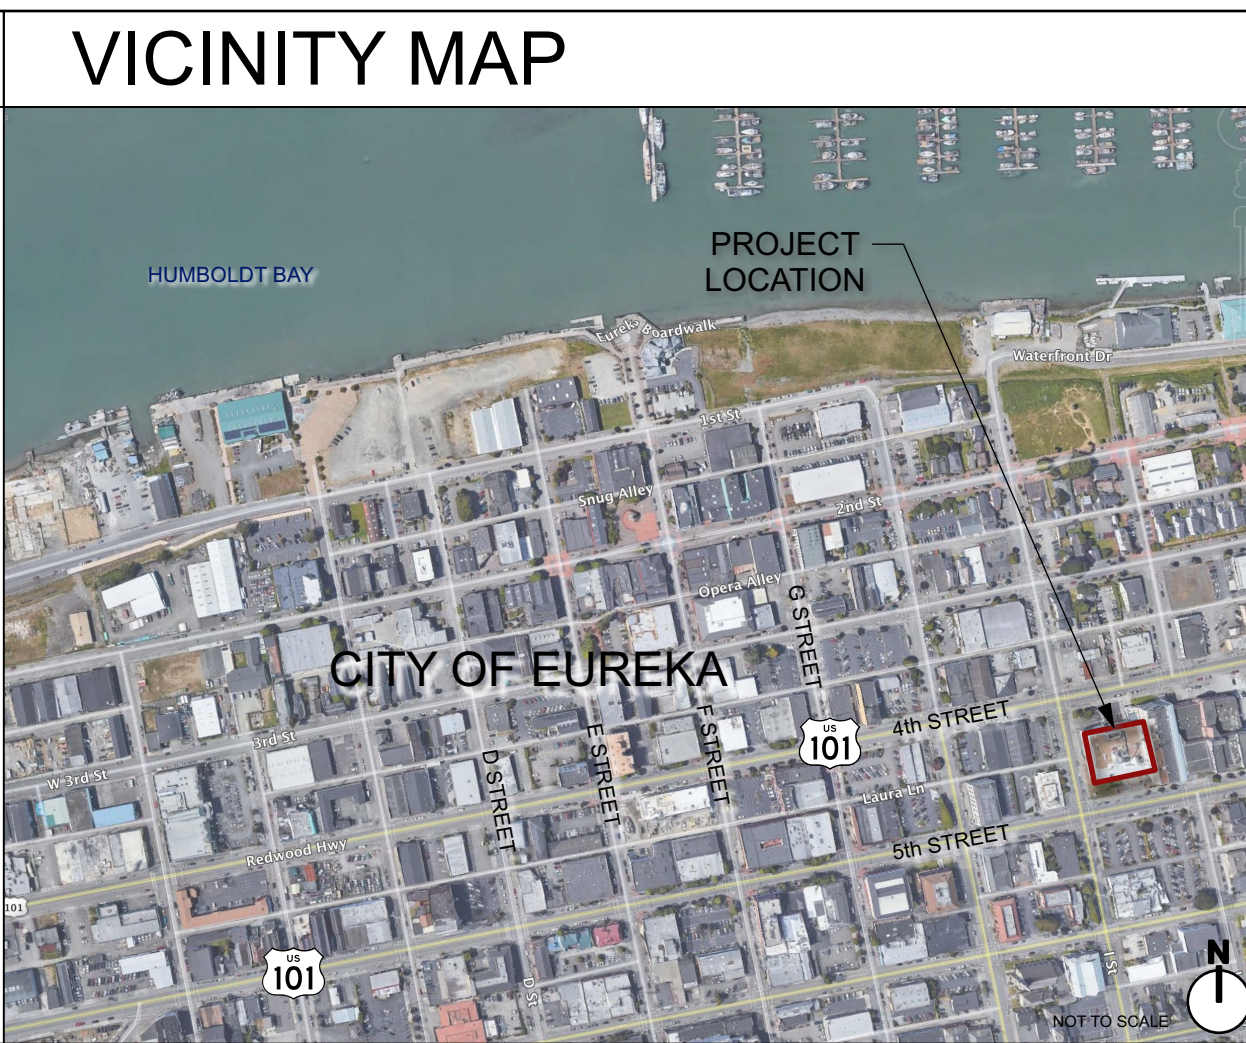 VICINITY MAP
HUMBOLDT BAY
PROJECT
LOCATION
Eureka Boardwalk
Waterfront Dr
1st St
Snug Alley
2nd St
Opera Alley
G STREET
CITY OF EUREKA
F STREET
E STREET
D STREET
US
101
4th STREET
3rd St
W 3rd St
Laura Ln
Redwood Hwy
5th STREET
101
US
101
D St
I St
N
NOT TO SCALE